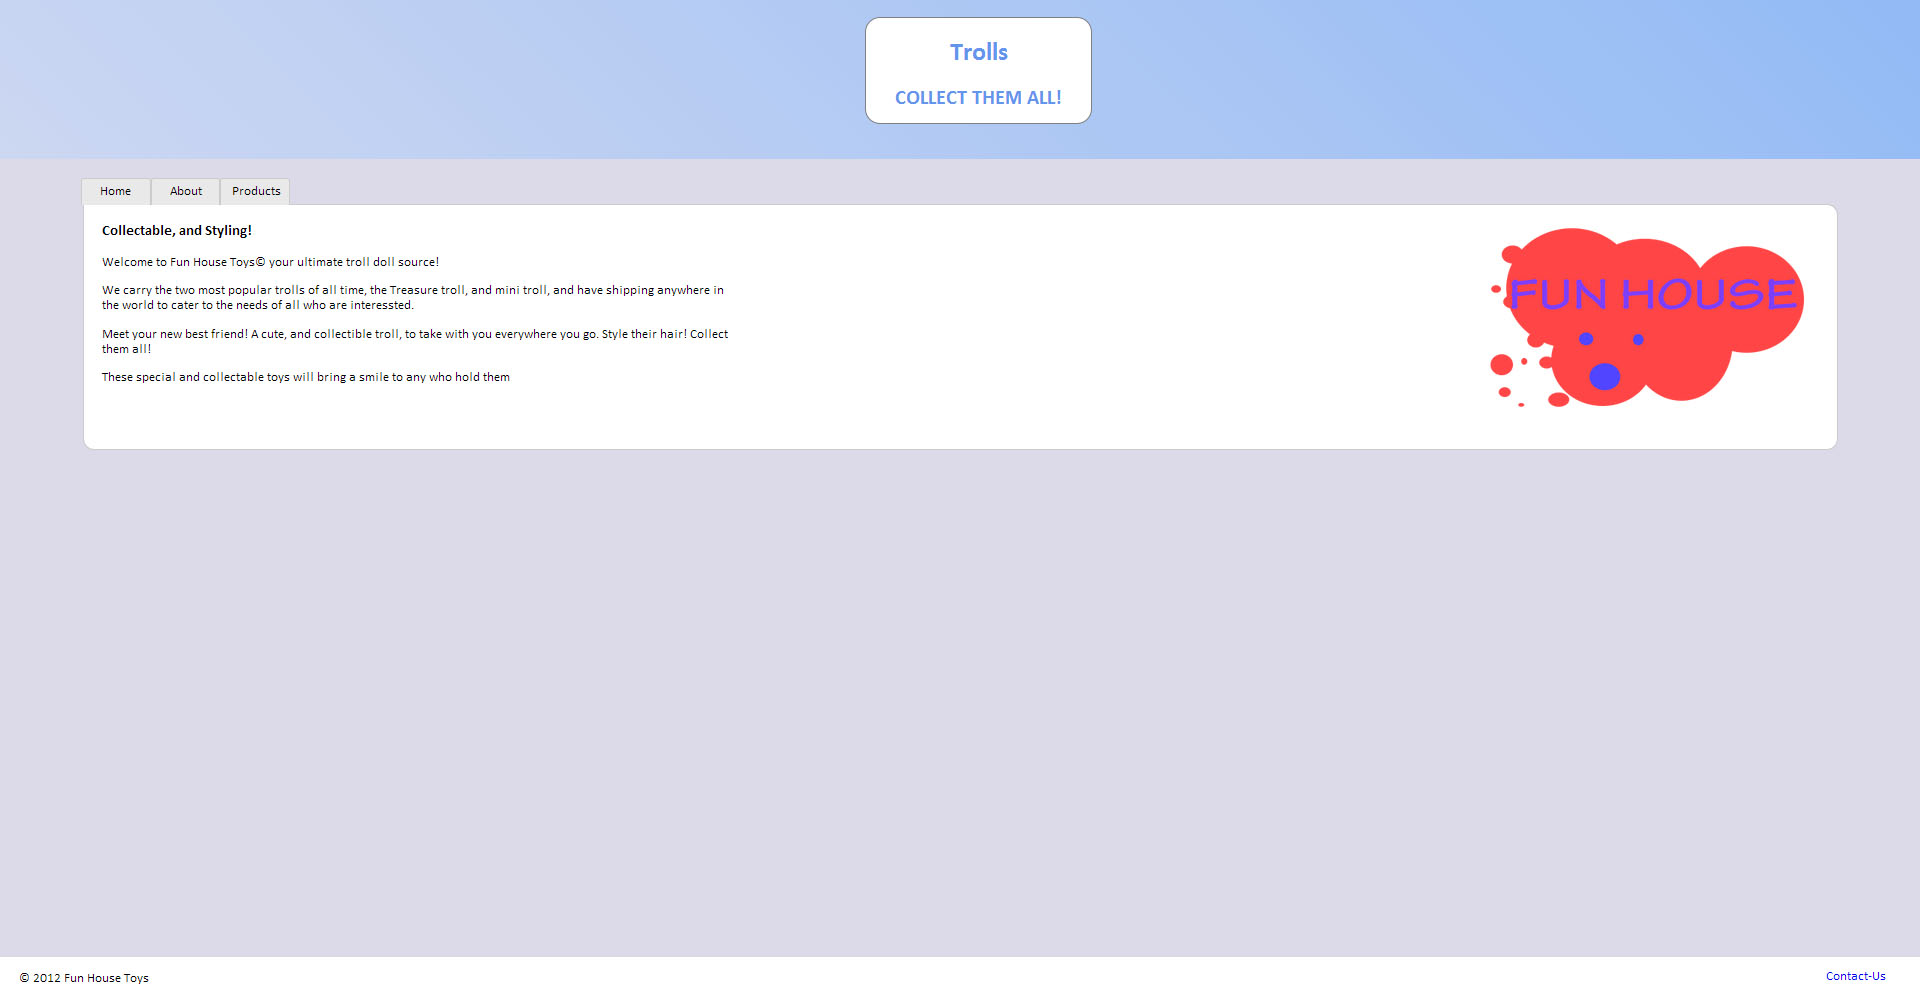 Trolls
COLLECT THEM ALL!
Home About Products
Collectable, and Styling!
Welcome to Fun House Toys© your ultimate troll doll source!
We carry the two most popular trolls of all time, the Treasure troll, and mini troll, and have shipping anywhere in
the world to cater to the needs of all who are interessted.
Meet your new best friend! A cute, and collectible troll, to take with you everywhere you go. Style their hair! Collect
them all!
These special and collectable toys will bring a smile to any who hold them
FUN HOUSE
© 2012 Fun House Toys
Contact-Us